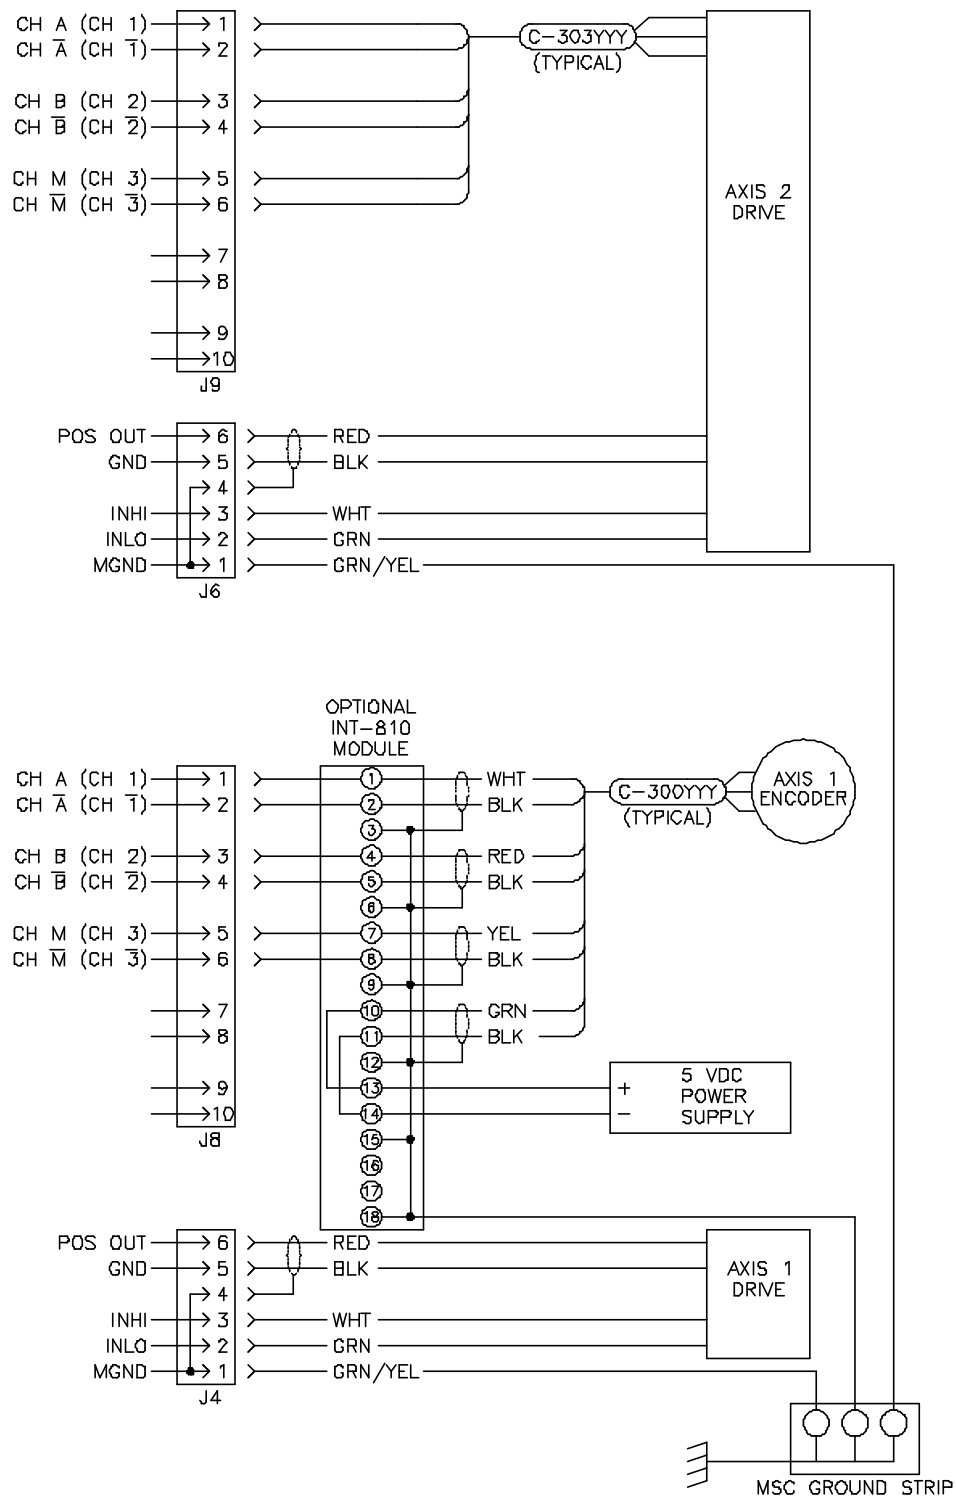 CH A (CH 1) 1
CH A̅ (CH 1̅) 2
CH B (CH 2) 3
CH B̅ (CH 2̅) 4
CH M (CH 3) 5
CH M̅ (CH 3̅) 6
7
8
9
10
J9
C-303YYY
(TYPICAL)
AXIS 2
DRIVE
POS OUT 6 RED
GND 5 BLK
4
INHI 3 WHT
INLO 2 GRN
MGND 1 GRN/YEL
J6
OPTIONAL
INT-810
MODULE
CH A (CH 1) 1 1 WHT
CH A̅ (CH 1̅) 2 2 BLK
3
CH B (CH 2) 3 4 RED
CH B̅ (CH 2̅) 4 5 BLK
6
CH M (CH 3) 5 7 YEL
CH M̅ (CH 3̅) 6 8 BLK
9
7 10 GRN
8 11 BLK
12
9 13
10 14
J8
15
16
17
18
C-300YYY
(TYPICAL)
AXIS 1
ENCODER
5 VDC
POWER
SUPPLY
+
-
POS OUT 6 RED
GND 5 BLK
4
INHI 3 WHT
INLO 2 GRN
MGND 1 GRN/YEL
J4
AXIS 1
DRIVE
MSC GROUND STRIP